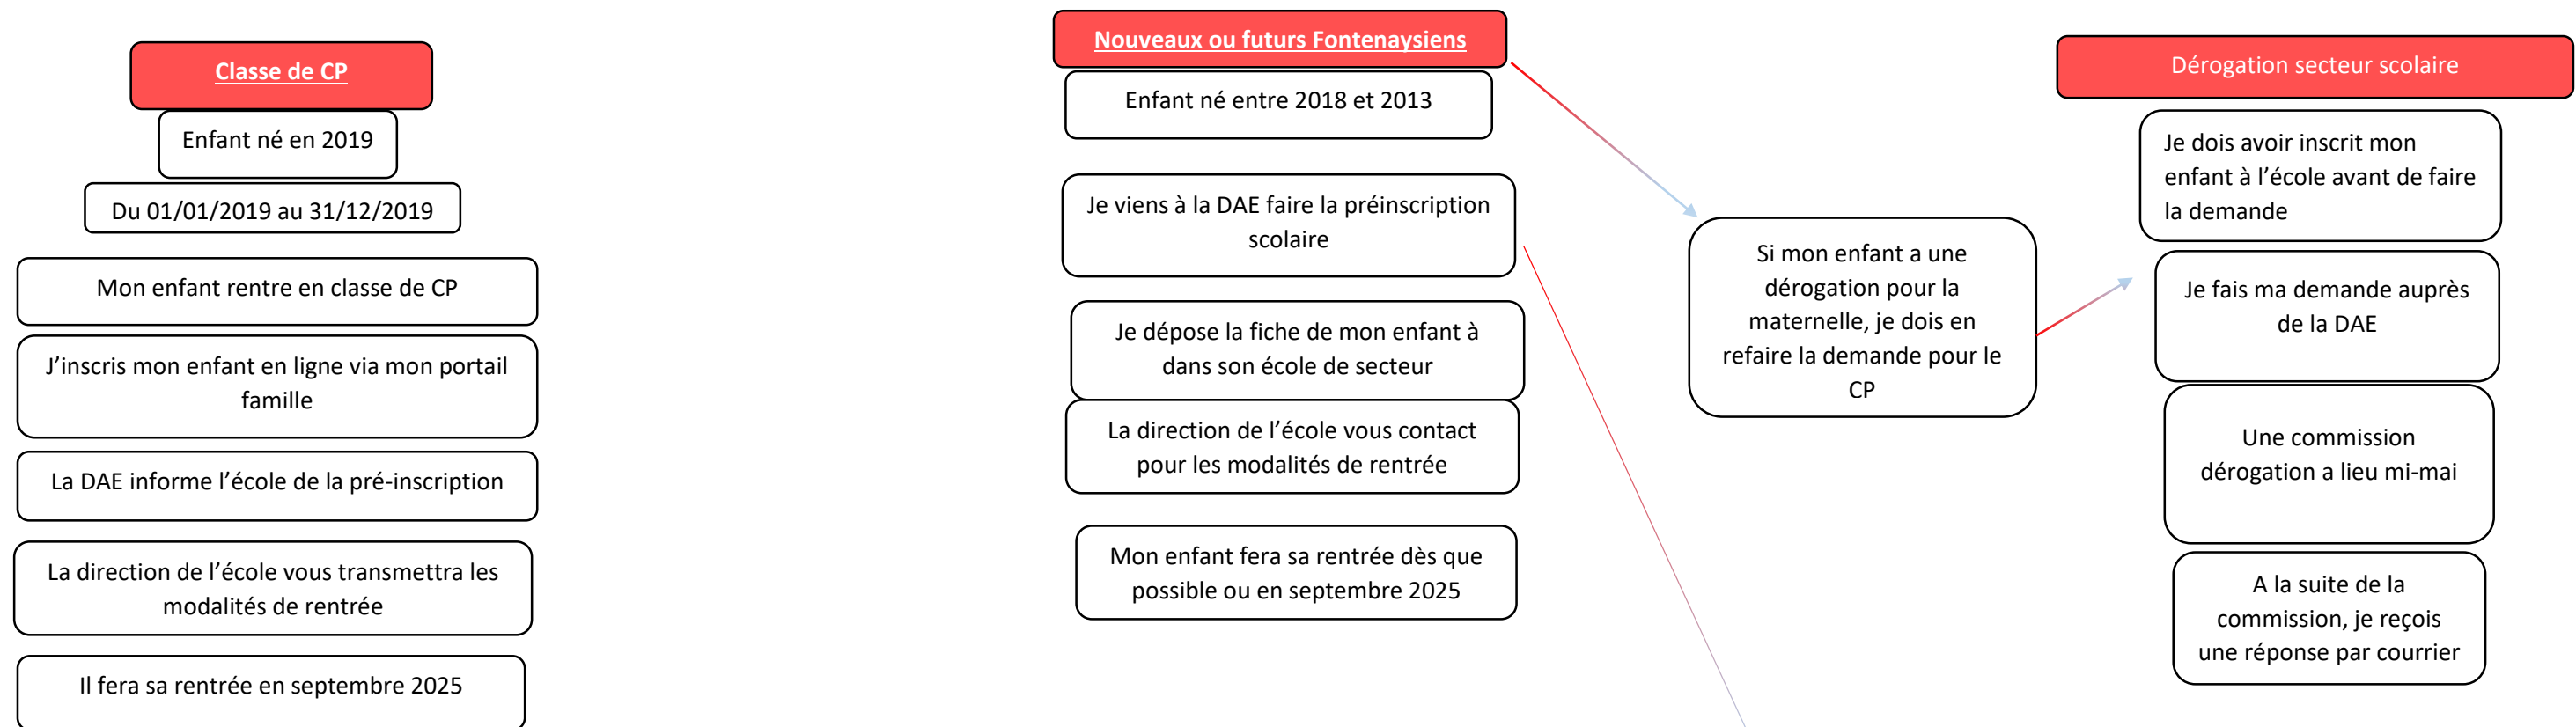 Classe de CP
Enfant né en 2019
Du 01/01/2019 au 31/12/2019
Mon enfant rentre en classe de CP
J’inscris mon enfant en ligne via mon portail
famille
La DAE informe l’école de la pré-inscription
La direction de l’école vous transmettra les
modalités de rentrée
Il fera sa rentrée en septembre 2025
Nouveaux ou futurs Fontenaysiens
Enfant né entre 2018 et 2013
Je viens à la DAE faire la préinscription
scolaire
Je dépose la fiche de mon enfant à
dans son école de secteur
La direction de l’école vous contact
pour les modalités de rentrée
Mon enfant fera sa rentrée dès que
possible ou en septembre 2025
Si mon enfant a une
dérogation pour la
maternelle, je dois en
refaire la demande pour le
CP
Dérogation secteur scolaire
Je dois avoir inscrit mon
enfant à l’école avant de faire
la demande
Je fais ma demande auprès
de la DAE
Une commission
dérogation a lieu mi-mai
A la suite de la
commission, je reçois
une réponse par courrier